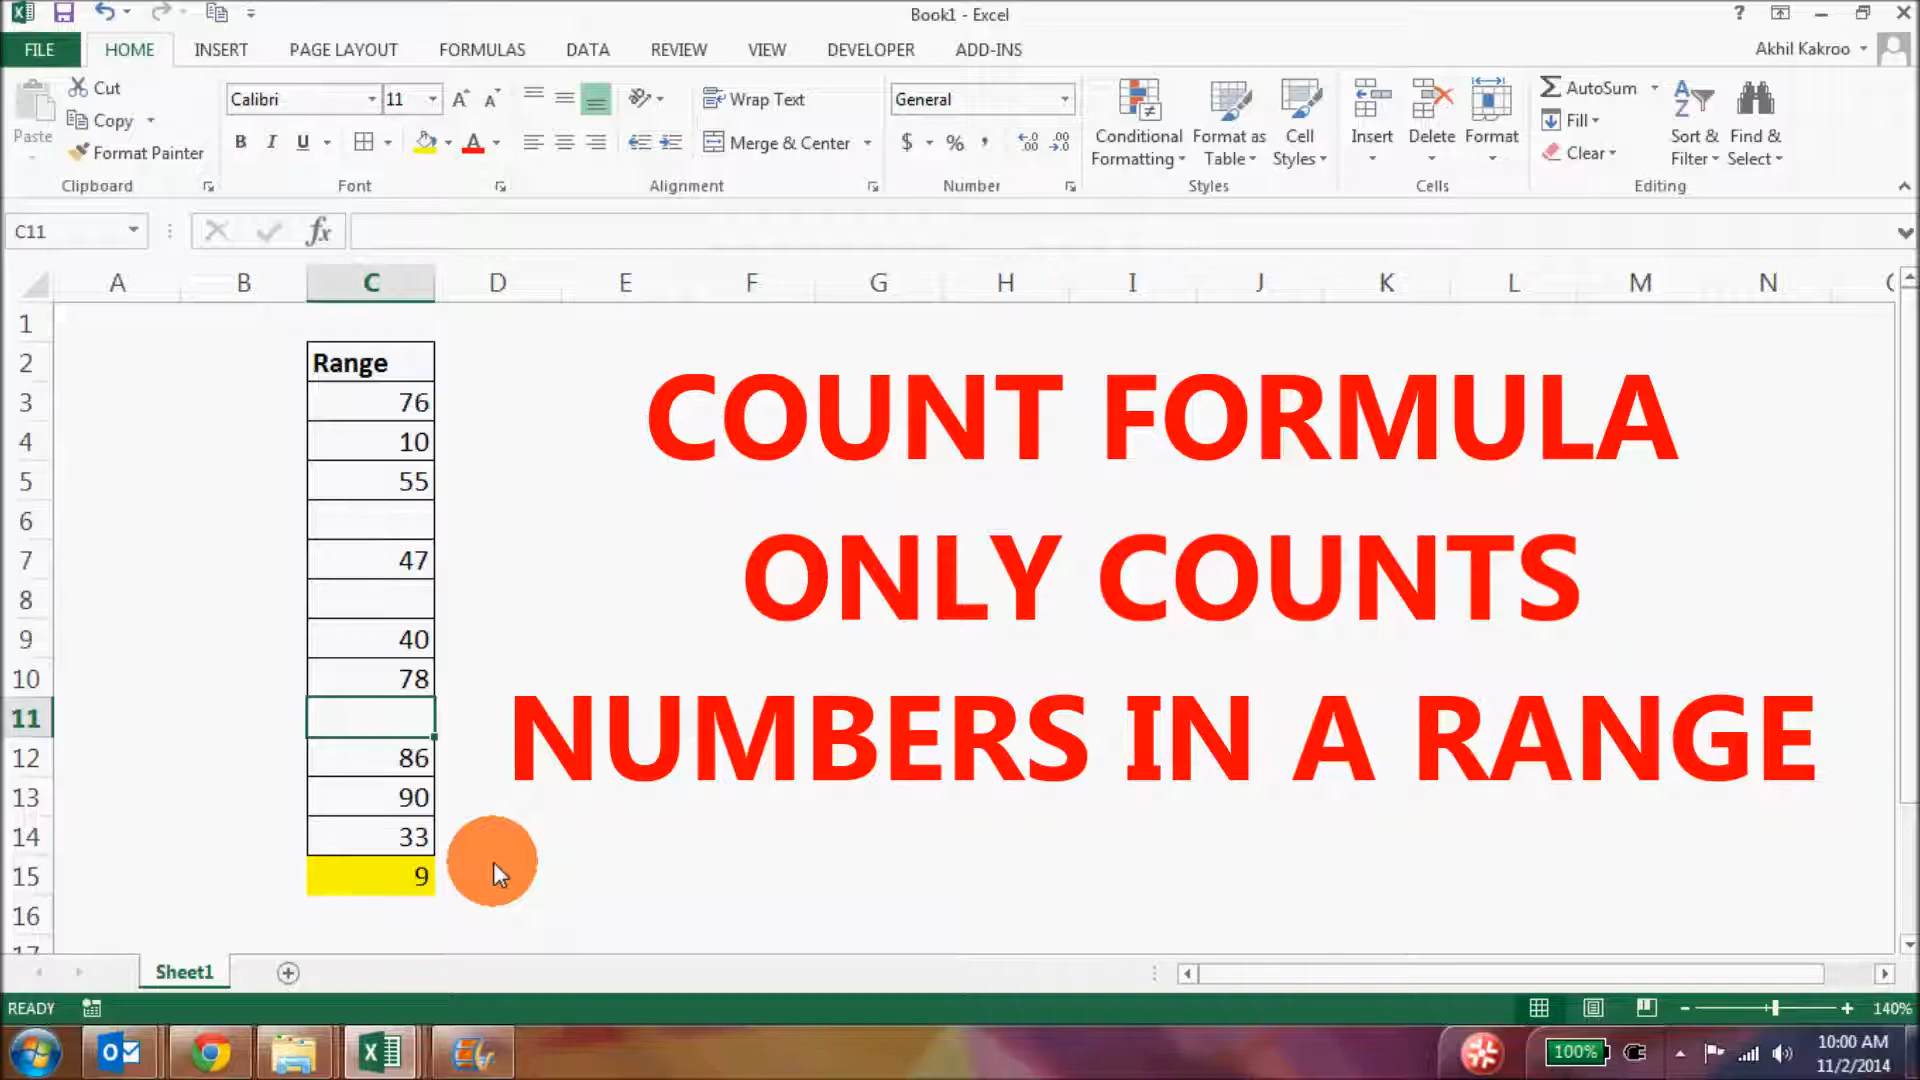 Book1 - Excel
FILE HOME INSERT PAGE LAYOUT FORMULAS DATA REVIEW VIEW DEVELOPER ADD-INS Akhil Kakroo
Paste
Cut
Copy
Format Painter
Clipboard
Calibri 11
B I U
Font
Wrap Text
Merge & Center
Alignment
General
$ % ,
Number
Conditional Formatting
Format as Table
Cell Styles
Styles
Insert
Delete
Format
Cells
AutoSum
Fill
Clear
Sort & Filter
Find & Select
Editing
C11 fx
A B C D E F G H I J K L M N
1
2 Range
3 76
4 10
5 55
6
7 47
8
9 40
10 78
11
12 86
13 90
14 33
15 9
16
17
COUNT FORMULA
ONLY COUNTS
NUMBERS IN A RANGE
Sheet1
READY 140%
100% 10:00 AM
11/2/2014